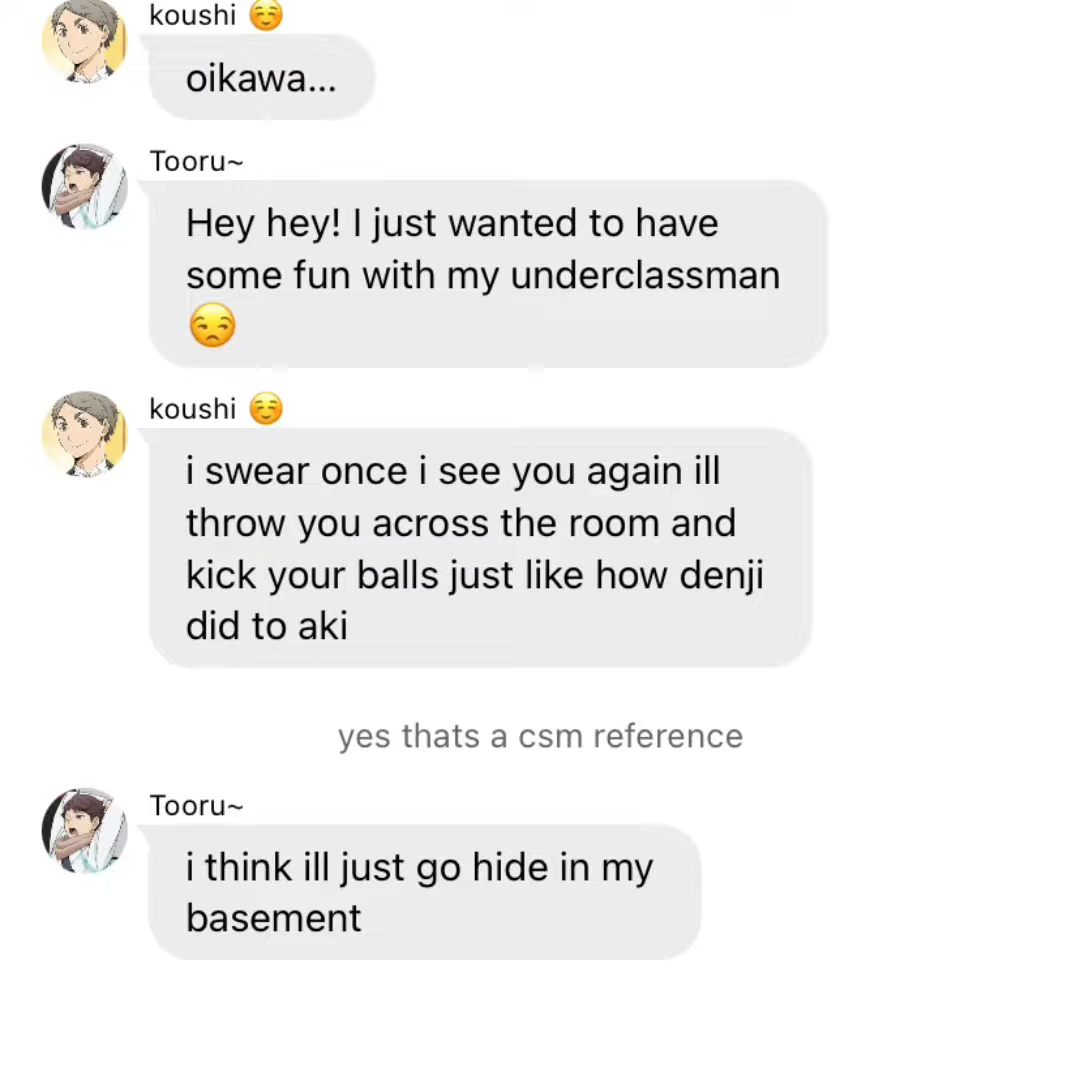 koushi ☺️
oikawa...
Tooru~
Hey hey! I just wanted to have
some fun with my underclassman
😒
koushi ☺️
i swear once i see you again ill
throw you across the room and
kick your balls just like how denji
did to aki
yes thats a csm reference
Tooru~
i think ill just go hide in my
basement